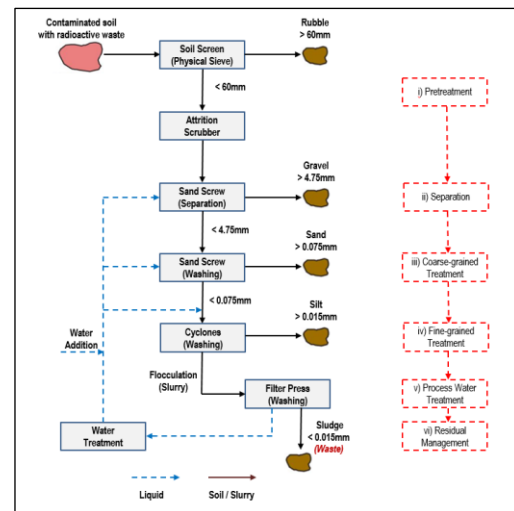 Contaminated soil
with radioactive waste
Soil Screen
(Physical Sieve)
Rubble
> 60mm
< 60mm
i) Pretreatment
Attrition
Scrubber
Gravel
> 4.75mm
Sand Screw
(Separation)
ii) Separation
< 4.75mm
Sand
> 0.075mm
Sand Screw
(Washing)
iii) Coarse-grained
Treatment
< 0.075mm
Silt
> 0.015mm
Water
Addition
Cyclones
(Washing)
iv) Fine-grained
Treatment
Flocculation
(Slurry)
Filter Press
(Washing)
v) Process Water
Treatment
Water
Treatment
Sludge
< 0.015mm
(Waste)
vi) Residual
Management
Liquid
Soil / Slurry